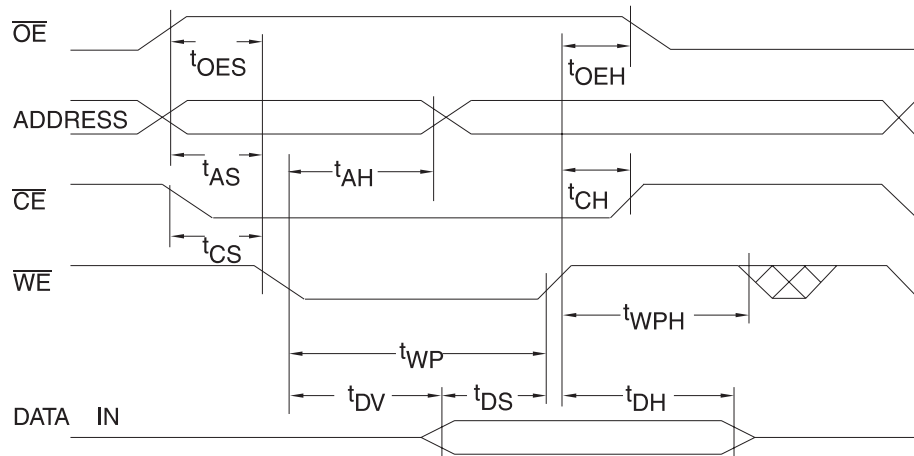 OE
tOES
tOEH
ADDRESS
tAS
tAH
tCH
CE
tCS
WE
tWPH
tWP
tDV
tDS
tDH
DATA IN